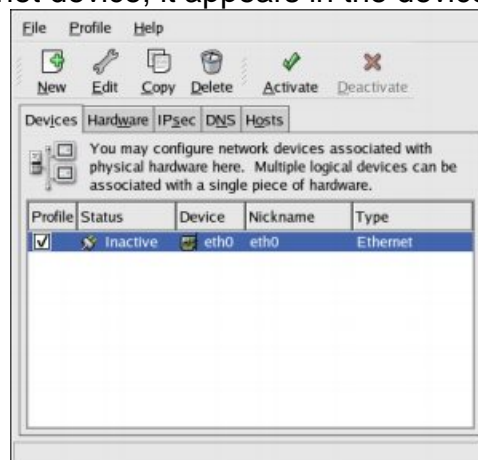 net device, it appears in the device
File Profile Help
New Edit Copy Delete Activate Deactivate
Devices Hardware IPsec DNS Hosts
You may configure network devices associated with
physical hardware here. Multiple logical devices can be
associated with a single piece of hardware.
Profile Status Device Nickname Type
Inactive eth0 eth0 Ethernet